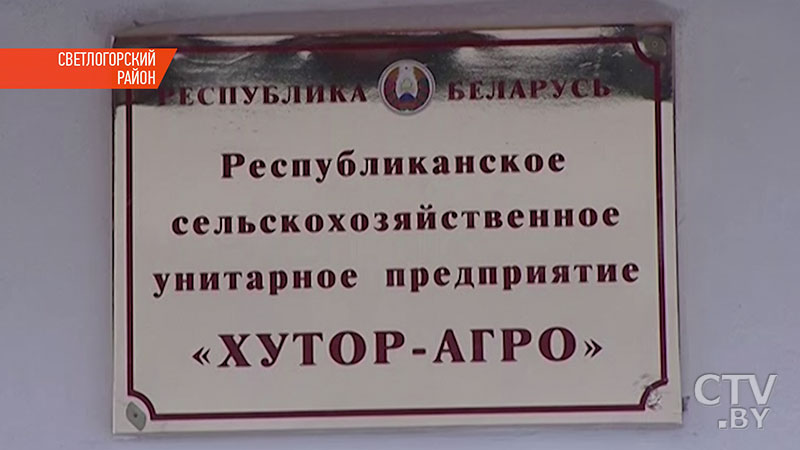 СВЕТЛОГОРСКИЙ
РАЙОН
РЕСПУБЛИКА БЕЛАРУСЬ
Республиканское
сельскохозяйственное
унитарное предприятие
«ХУТОР-АГРО»
CTV
.BY